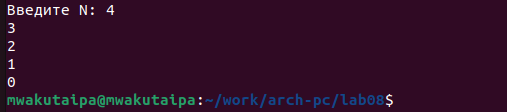 Введите N: 4
3
2
1
0
mwakutaipa@mwakutaipa:~/work/arch-pc/lab08$